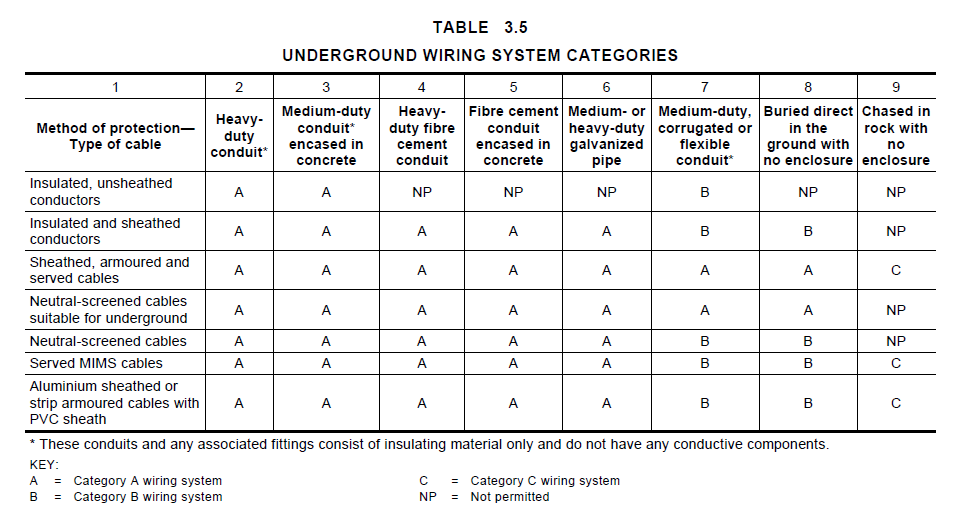 TABLE 3.5
UNDERGROUND WIRING SYSTEM CATEGORIES
1 2 3 4 5 6 7 8 9
Method of protection—
Type of cable
Heavy-
duty
conduit*
Medium-duty
conduit*
encased in
concrete
Heavy-
duty fibre
cement
conduit
Fibre cement
conduit
encased in
concrete
Medium- or
heavy-duty
galvanized
pipe
Medium-duty,
corrugated or
flexible
conduit*
Buried direct
in the
ground with
no enclosure
Chased in
rock with
no
enclosure
Insulated, unsheathed
conductors
A A NP NP NP B NP NP
Insulated and sheathed
conductors
A A A A A B B NP
Sheathed, armoured and
served cables
A A A A A A A C
Neutral-screened cables
suitable for underground
A A A A A A A NP
Neutral-screened cables A A A A A B B NP
Served MIMS cables A A A A A B B C
Aluminium sheathed or
strip armoured cables with
PVC sheath
A A A A A B B C
* These conduits and any associated fittings consist of insulating material only and do not have any conductive components.
KEY:
A = Category A wiring system C = Category C wiring system
B = Category B wiring system NP = Not permitted